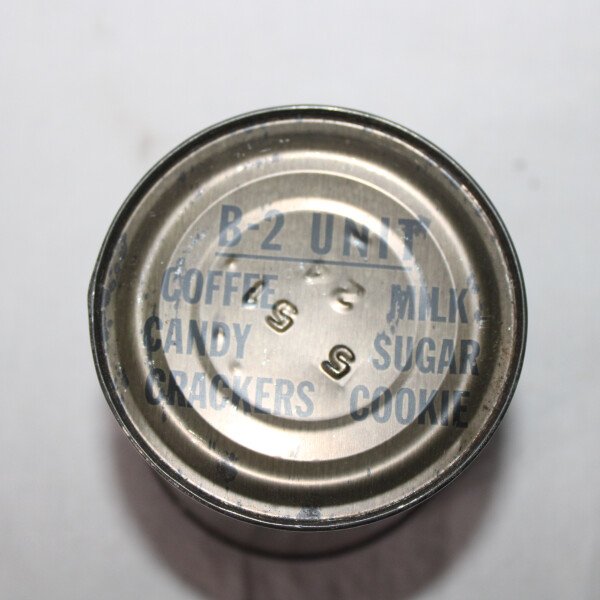 B-2 UNIT
COFFEE MILK
CANDY SUGAR
CRACKERS COOKIE